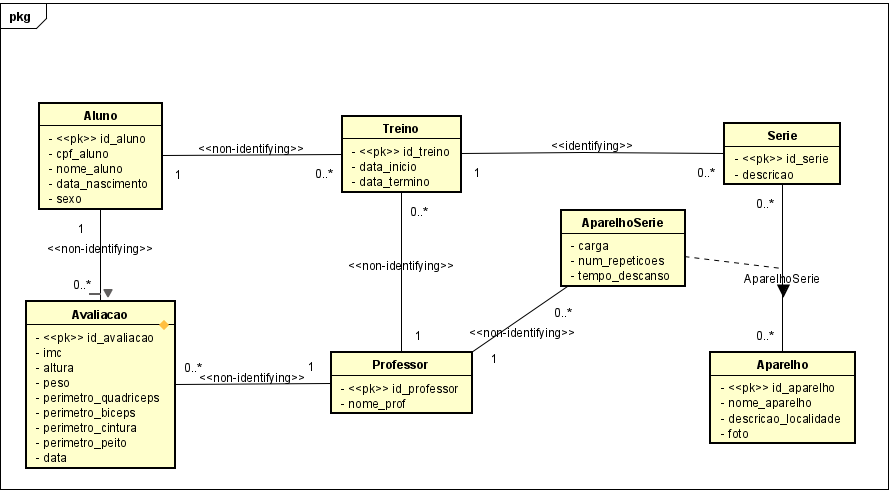 pkg
Aluno
- <<pk>> id_aluno
- cpf_aluno
- nome_aluno
- data_nascimento
- sexo
<<non-identifying>>
1
0..*
Treino
- <<pk>> id_treino
- data_inicio
- data_termino
<<identifying>>
1
0..*
Serie
- <<pk>> id_serie
- descricao
1
<<non-identifying>>
0..*
0..*
<<non-identifying>>
1
AparelhoSerie
- carga
- num_repeticoes
- tempo_descanso
0..*
AparelhoSerie
0..*
0..*
<<non-identifying>>
1
Avaliacao
- <<pk>> id_avaliacao
- imc
- altura
- peso
- perimetro_quadriceps
- perimetro_biceps
- perimetro_cintura
- perimetro_peito
- data
0..*
<<non-identifying>>
1
Professor
- <<pk>> id_professor
- nome_prof
Aparelho
- <<pk>> id_aparelho
- nome_aparelho
- descricao_localidade
- foto